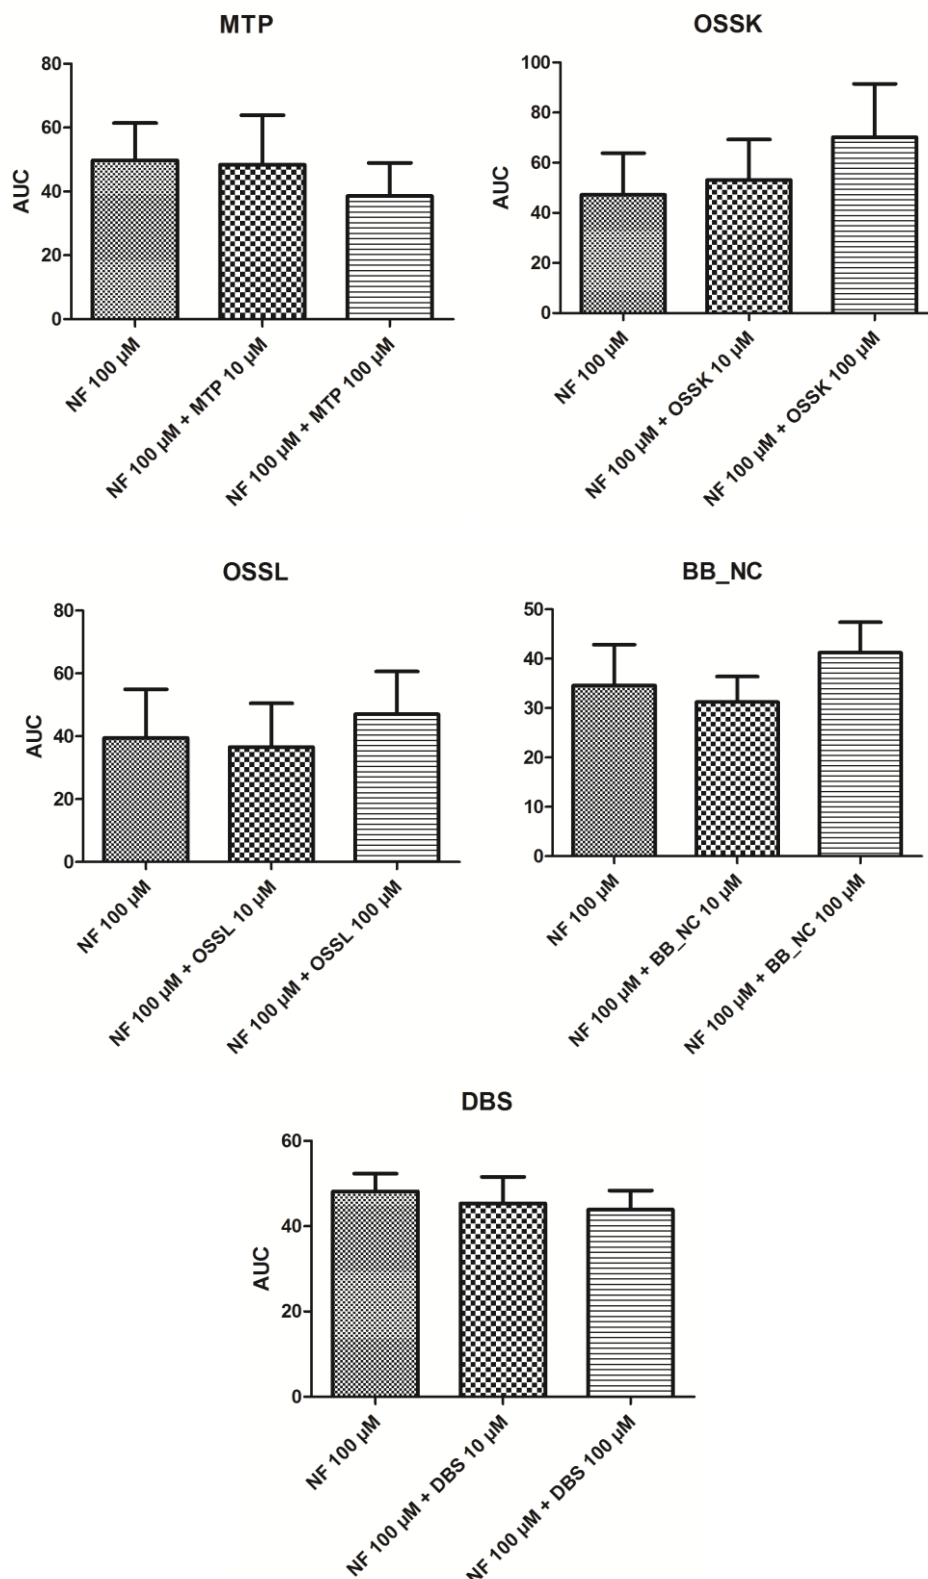 MTP
AUC
80
60
40
20
0
NF 100 µM
NF 100 µM + MTP 10 µM
NF 100 µM + MTP 100 µM
OSSK
AUC
100
80
60
40
20
0
NF 100 µM
NF 100 µM + OSSK 10 µM
NF 100 µM + OSSK 100 µM
OSSL
AUC
80
60
40
20
0
NF 100 µM
NF 100 µM + OSSL 10 µM
NF 100 µM + OSSL 100 µM
BB_NC
50
40
30
20
10
0
NF 100 µM
NF 100 µM + BB_NC 10 µM
NF 100 µM + BB_NC 100 µM
DBS
AUC
60
40
20
0
NF 100 µM
NF 100 µM + DBS 10 µM
NF 100 µM + DBS 100 µM